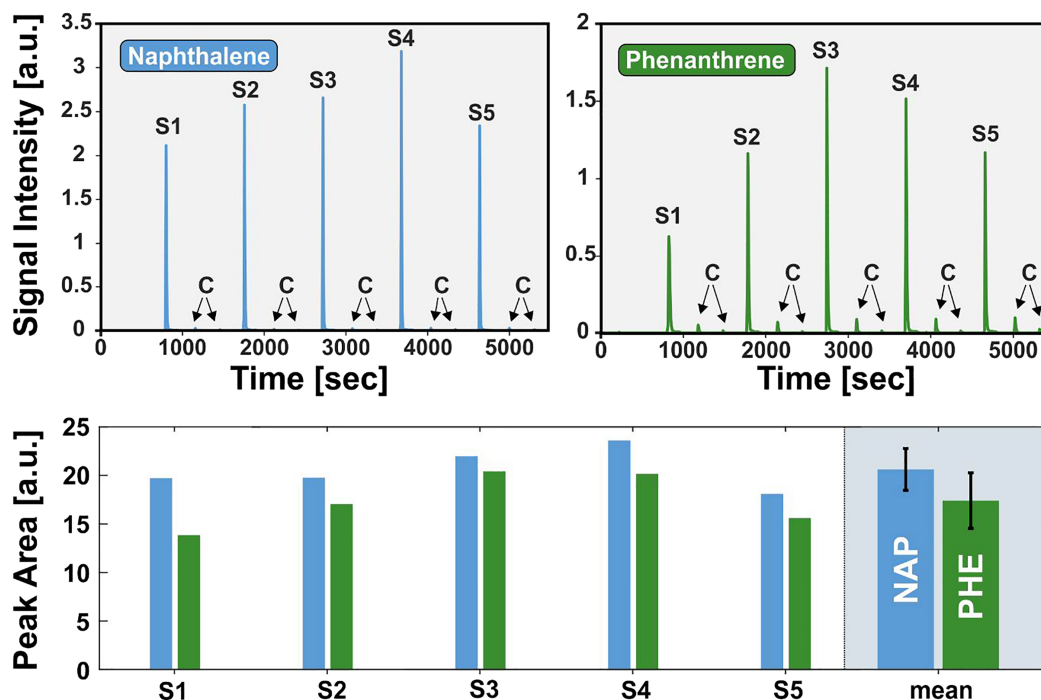 Signal Intensity [a.u.]
3.5
3
2.5
2
1.5
1
0.5
0
Naphthalene
S1
S2
S3
S4
S5
C
C
C
C
C
0
1000
2000
3000
4000
5000
Time [sec]
2
1.5
1
0.5
0
Phenanthrene
S1
S2
S3
S4
S5
C
C
C
C
C
0
1000
2000
3000
4000
5000
Time [sec]
Peak Area [a.u.]
25
20
15
10
5
0
NAP
PHE
S1
S2
S3
S4
S5
mean